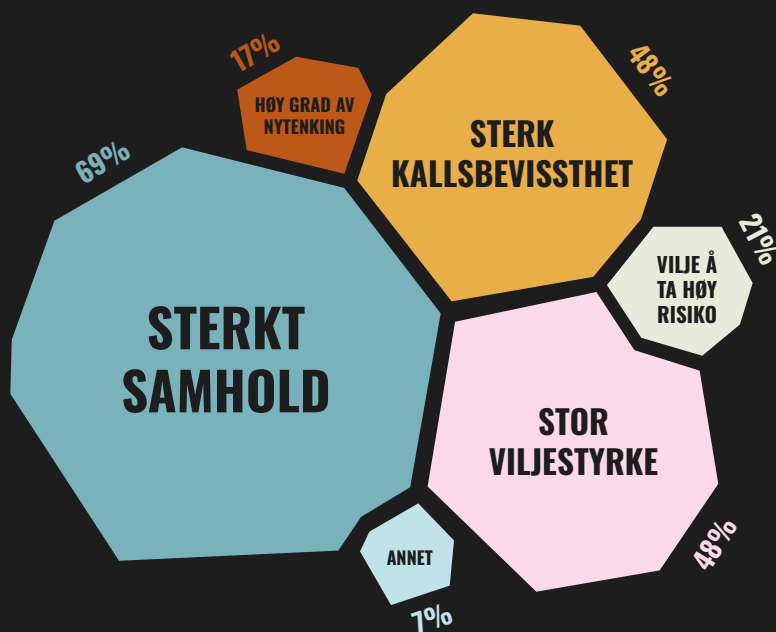 17%
HØY GRAD AV
NYTENKING
48%
STERK
KALLSBEVISSTHET
69%
STERKT
SAMHOLD
21%
VILJE Å
TA HØY
RISIKO
STOR
VILJESTYRKE
48%
ANNET
7%